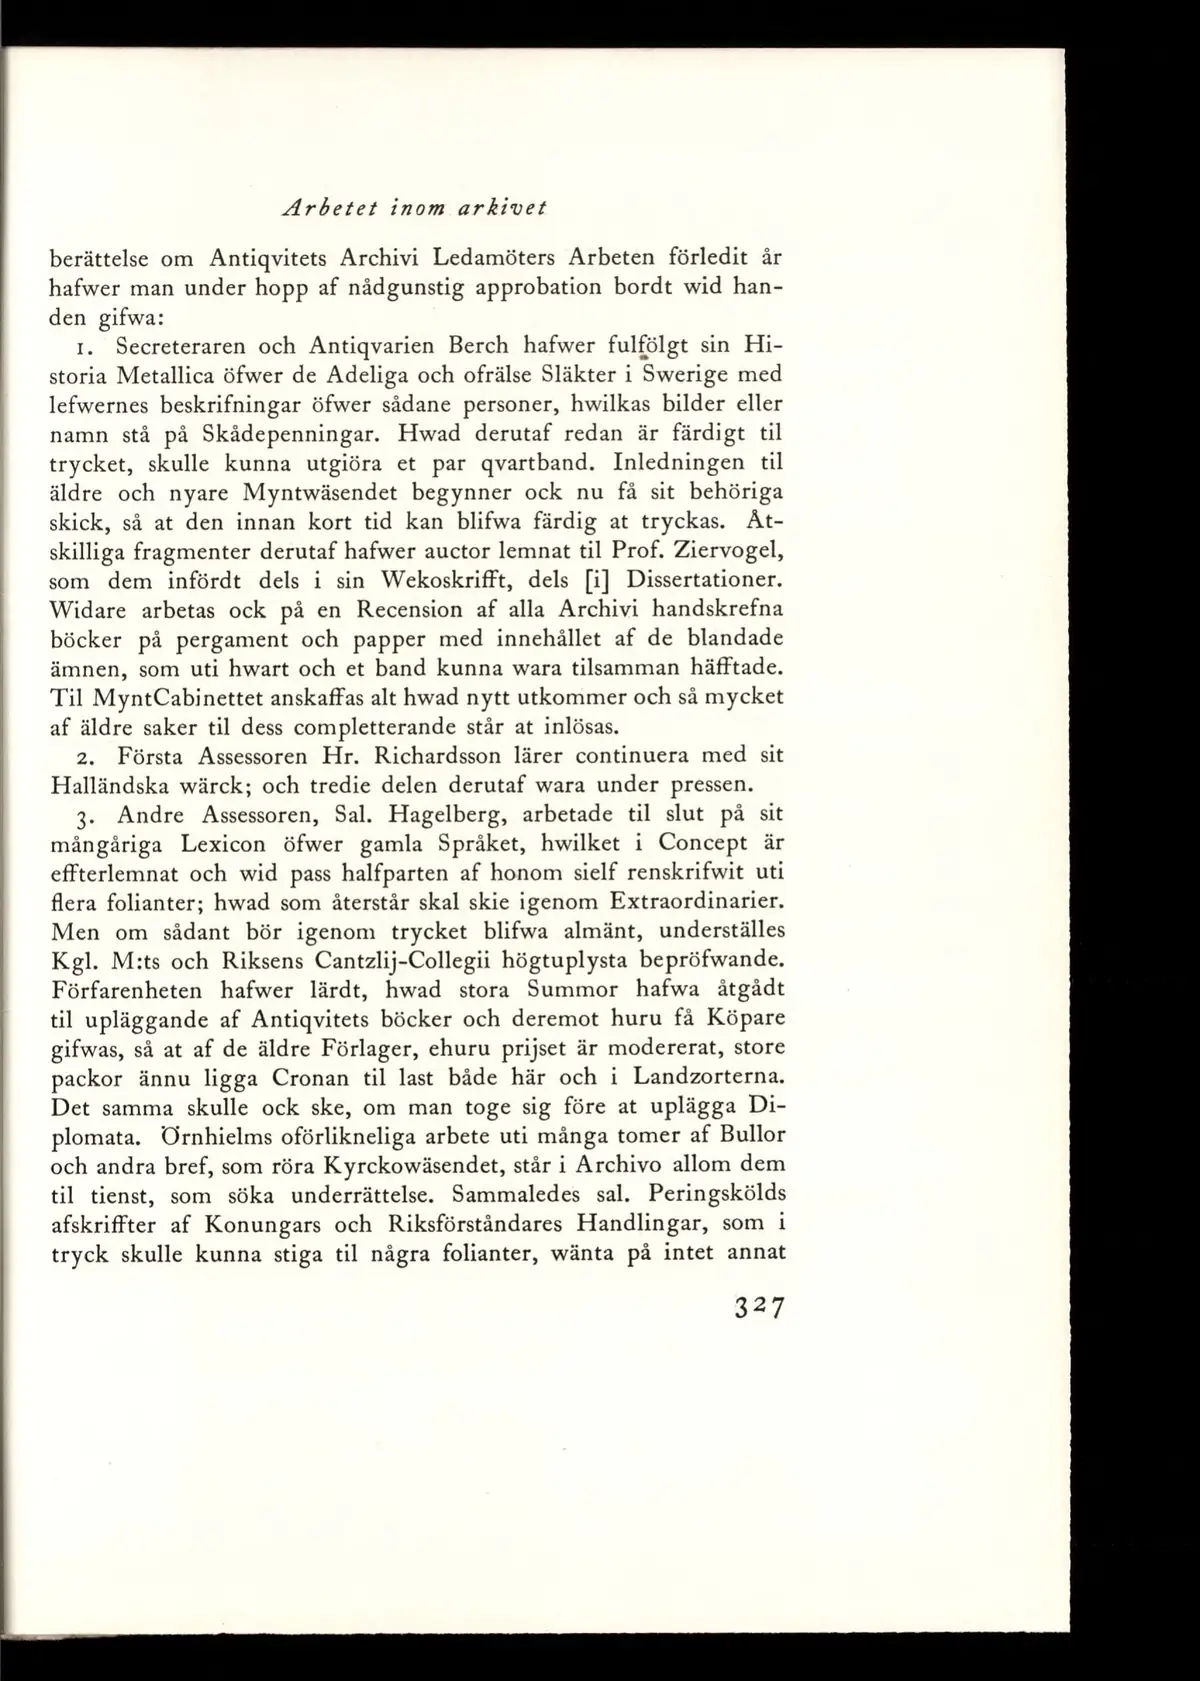 Arbetet inom arkivet
berättelse om Antiqvitets Archivi Ledamöters Arbeten förledit år
hafwer man under hopp af nådgunstig approbation bordt wid han-
den gifwa:
1. Secreteraren och Antiqvarien Berch hafwer fulfölgt sin Hi-
storia Metallica öfwer de Adeliga och ofrälse Släkter i Swerige med
lefwernes beskrifningar öfwer sådane personer, hwilkas bilder eller
namn stå på Skådepenningar. Hwad derutaf redan är färdigt til
trycket, skulle kunna utgiöra et par qvartband. Inledningen til
äldre och nyare Myntwäsendet begynner ock nu få sit behöriga
skick, så at den innan kort tid kan blifwa färdig at tryckas. Åt-
skilliga fragmenter derutaf hafwer auctor lemnat til Prof. Ziervogel,
som dem infördt dels i sin Wekoskrifft, dels [i] Dissertationer.
Widare arbetas ock på en Recension af alla Archivi handskrefna
böcker på pergament och papper med innehållet af de blandade
ämnen, som uti hwart och et band kunna wara tilsamman häfftade.
Til MyntCabinettet anskaffas alt hwad nytt utkommer och så mycket
af äldre saker til dess completterande står at inlösas.
2. Första Assessoren Hr. Richardsson lärer continuera med sit
Halländska wärck; och tredie delen derutaf wara under pressen.
3. Andre Assessoren, Sal. Hagelberg, arbetade til slut på sit
mångåriga Lexicon öfwer gamla Språket, hwilket i Concept är
effterlemnat och wid pass halfparten af honom sielf renskrifwit uti
flera folianter; hwad som återstår skal skie igenom Extraordinarier.
Men om sådant bör igenom trycket blifwa almänt, underställes
Kgl. M:ts och Riksens Cantzlij-Collegii högtuplysta bepröfwande.
Förfarenheten hafwer lärdt, hwad stora Summor hafwa åtgådt
til upläggande af Antiqvitets böcker och deremot huru få Köpare
gifwas, så at af de äldre Förlager, ehuru prijset är modererat, store
packor ännu ligga Cronan til last både här och i Landzorterna.
Det samma skulle ock ske, om man toge sig före at uplägga Di-
plomata. Örnhielms oförlikneliga arbete uti många tomer af Bullor
och andra bref, som röra Kyrckowäsendet, står i Archivo allom dem
til tienst, som söka underrättelse. Sammaledes sal. Peringskölds
afskriffter af Konungars och Riksförståndares Handlingar, som i
tryck skulle kunna stiga til några folianter, wänta på intet annat
327